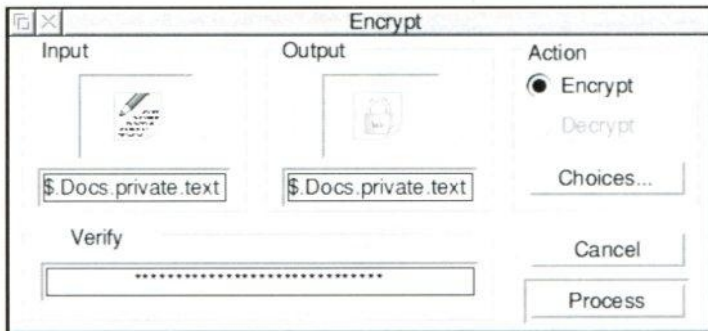 Encrypt
Input
Output
Action
Encrypt
Decrypt
$.Docs.private.text
$.Docs.private.text
Choices...
Verify
******************************
Cancel
Process